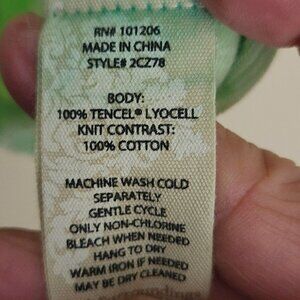 RN# 101206
MADE IN CHINA
STYLE# 2CZ78
BODY:
100% TENCEL® LYOCELL
KNIT CONTRAST:
100% COTTON
MACHINE WASH COLD
SEPARATELY
GENTLE CYCLE
ONLY NON-CHLORINE
BLEACH WHEN NEEDED
HANG TO DRY
WARM IRON IF NEEDED
MAY BE DRY CLEANED